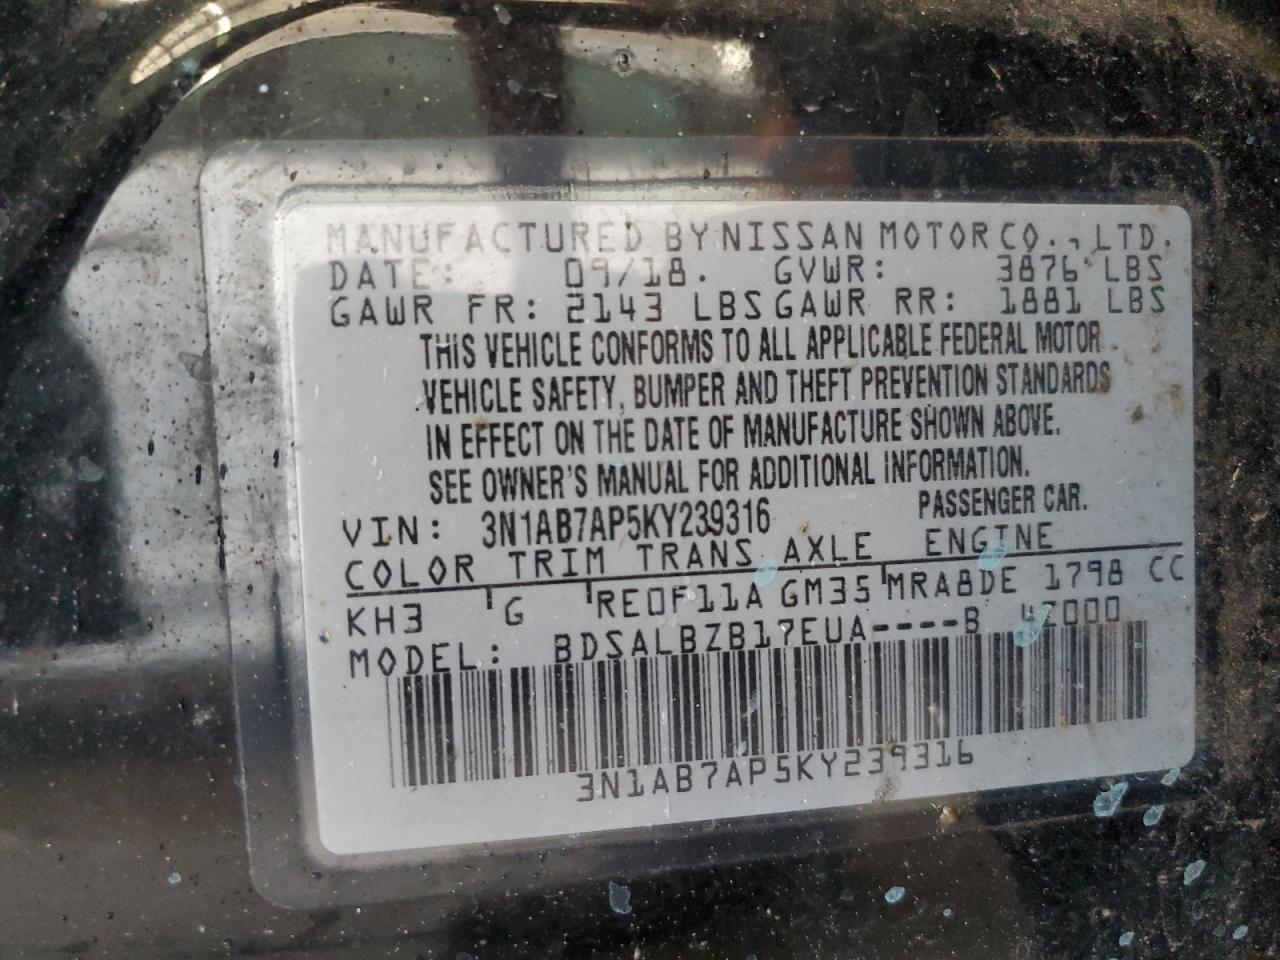 MANUFACTURED BY NISSAN MOTOR CO., LTD.
DATE: 09/18. GVWR: 3876 LBS
GAWR FR: 2143 LBS GAWR RR: 1881 LBS
THIS VEHICLE CONFORMS TO ALL APPLICABLE FEDERAL MOTOR
VEHICLE SAFETY, BUMPER AND THEFT PREVENTION STANDARDS
IN EFFECT ON THE DATE OF MANUFACTURE SHOWN ABOVE.
SEE OWNER'S MANUAL FOR ADDITIONAL INFORMATION.
VIN: 3N1AB7AP5KY239316 PASSENGER CAR.
COLOR TRIM TRANS AXLE ENGINE
KH3 G RE0F11A GM35 MRA8DE 1798 CC
MODEL: BDSALBZB17EUA----B 42000
3N1AB7AP5KY239316